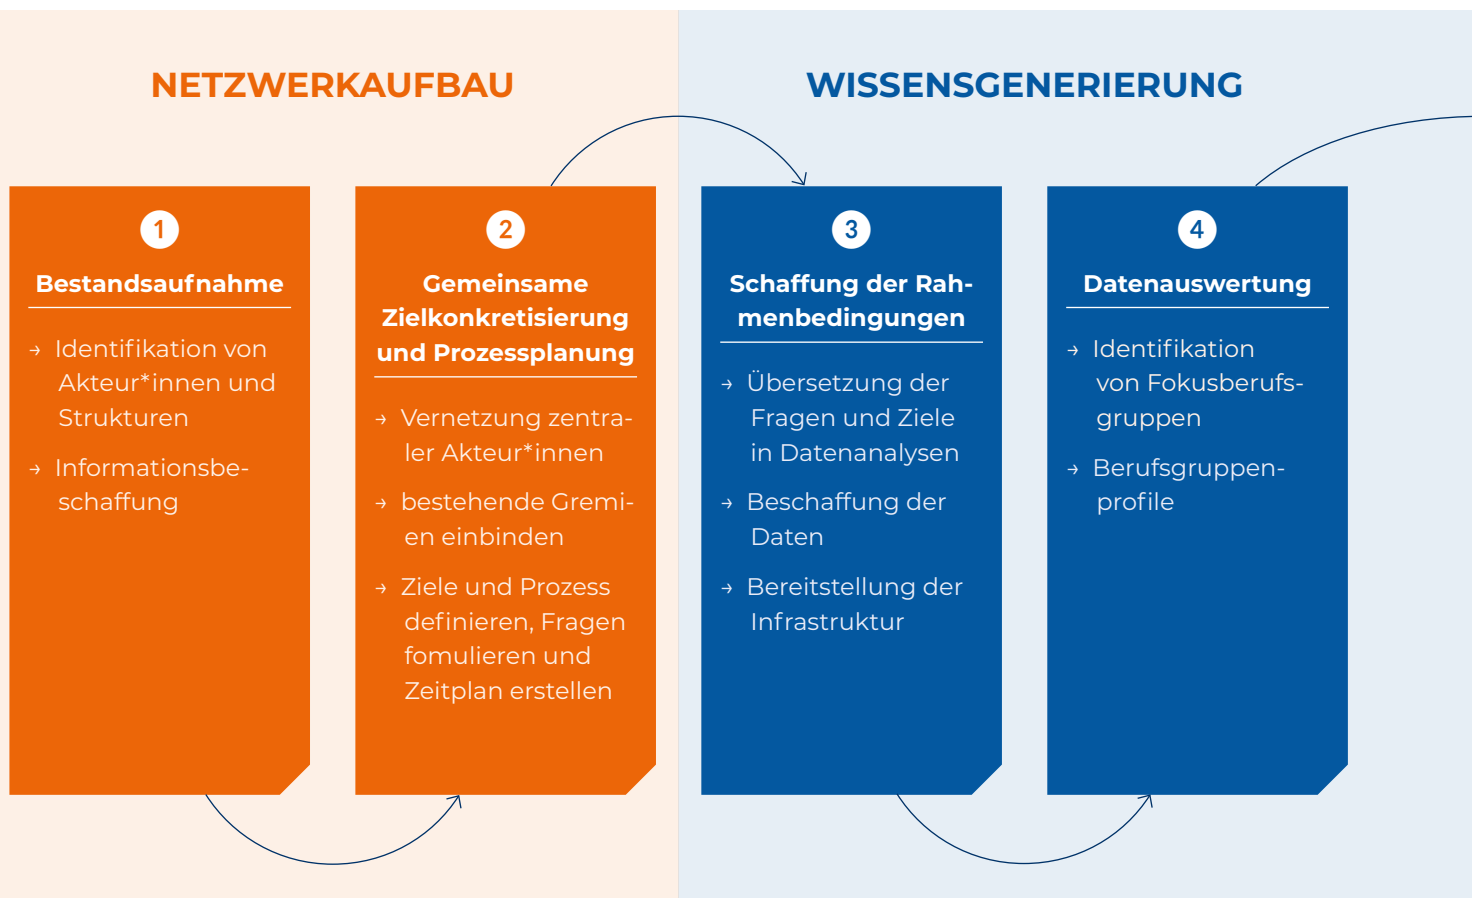 NETZWERKAUFBAU
1
Bestandsaufnahme
→ Identifikation von
Akteur*innen und
Strukturen
→ Informationsbe-
schaffung
2
Gemeinsame
Zielkonkretisierung
und Prozessplanung
→ Vernetzung zentra-
ler Akteur*innen
→ bestehende Gremi-
en einbinden
→ Ziele und Prozess
definieren, Fragen
fomulieren und
Zeitplan erstellen
WISSENSGENERIERUNG
3
Schaffung der Rah-
menbedingungen
→ Übersetzung der
Fragen und Ziele
in Datenanalysen
→ Beschaffung der
Daten
→ Bereitstellung der
Infrastruktur
4
Datenauswertung
→ Identifikation
von Fokusberufs-
gruppen
→ Berufsgruppen-
profile